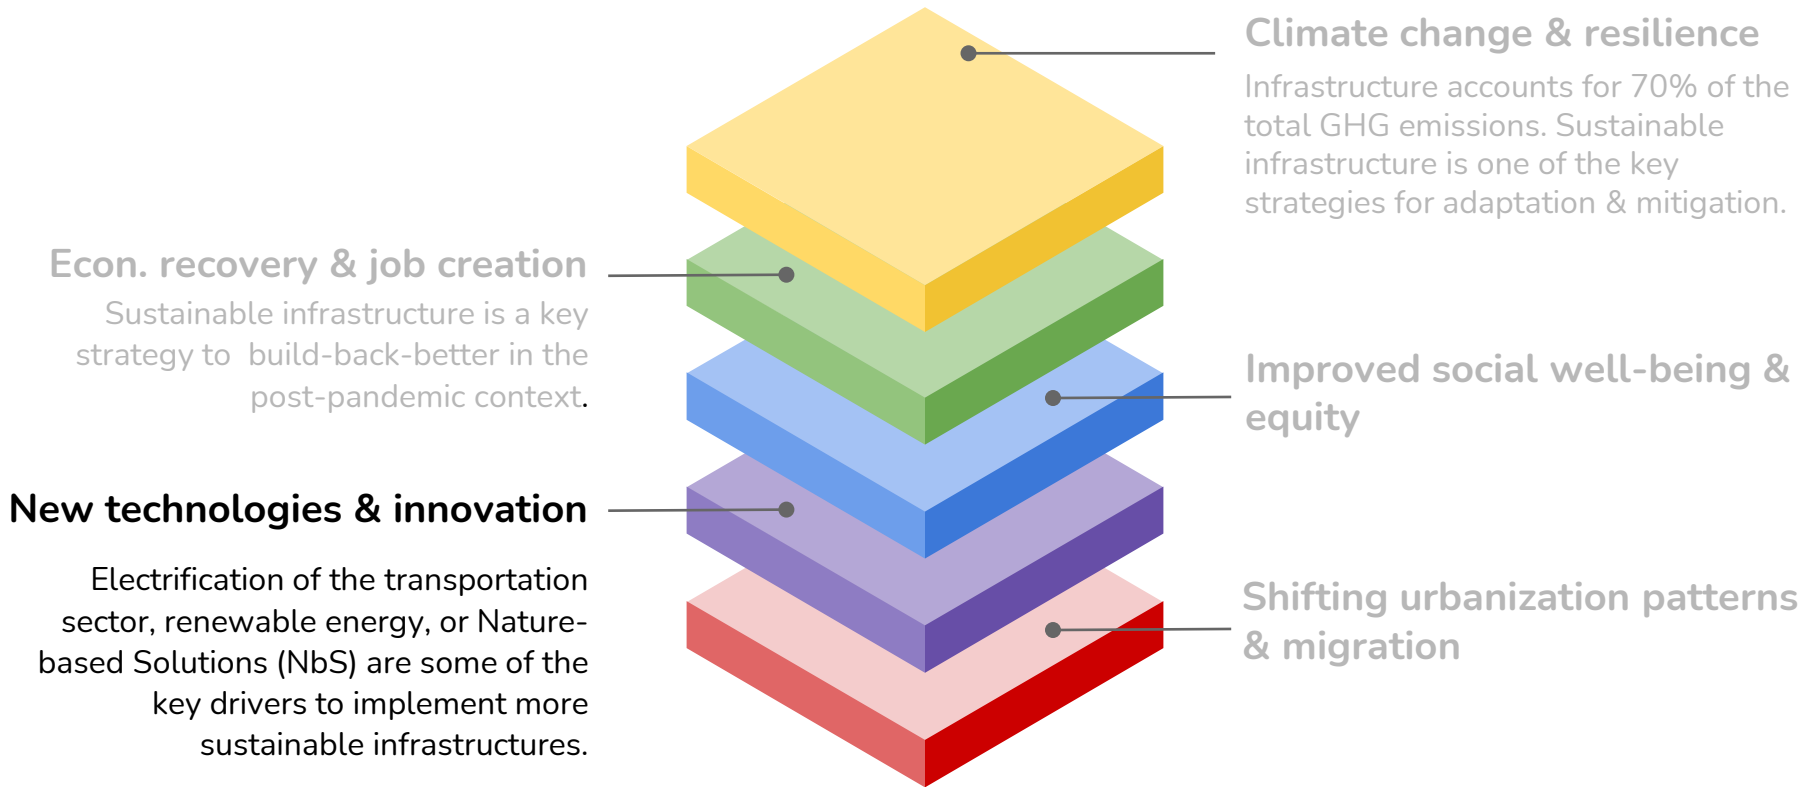 Climate change & resilience
Infrastructure accounts for 70% of the
total GHG emissions. Sustainable
infrastructure is one of the key
strategies for adaptation & mitigation.
Econ. recovery & job creation
Sustainable infrastructure is a key
strategy to  build-back-better in the
post-pandemic context.
Improved social well-being &
equity
New technologies & innovation
Electrification of the transportation
sector, renewable energy, or Nature-
based Solutions (NbS) are some of the
key drivers to implement more
sustainable infrastructures.
Shifting urbanization patterns
& migration